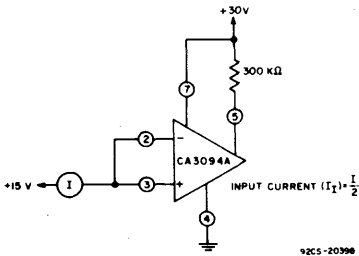 +30V
300 KΩ
7
5
2
-
CA3094A
+15 V
I
3
+
INPUT CURRENT (I_I)=I/2
4
92CS-20398